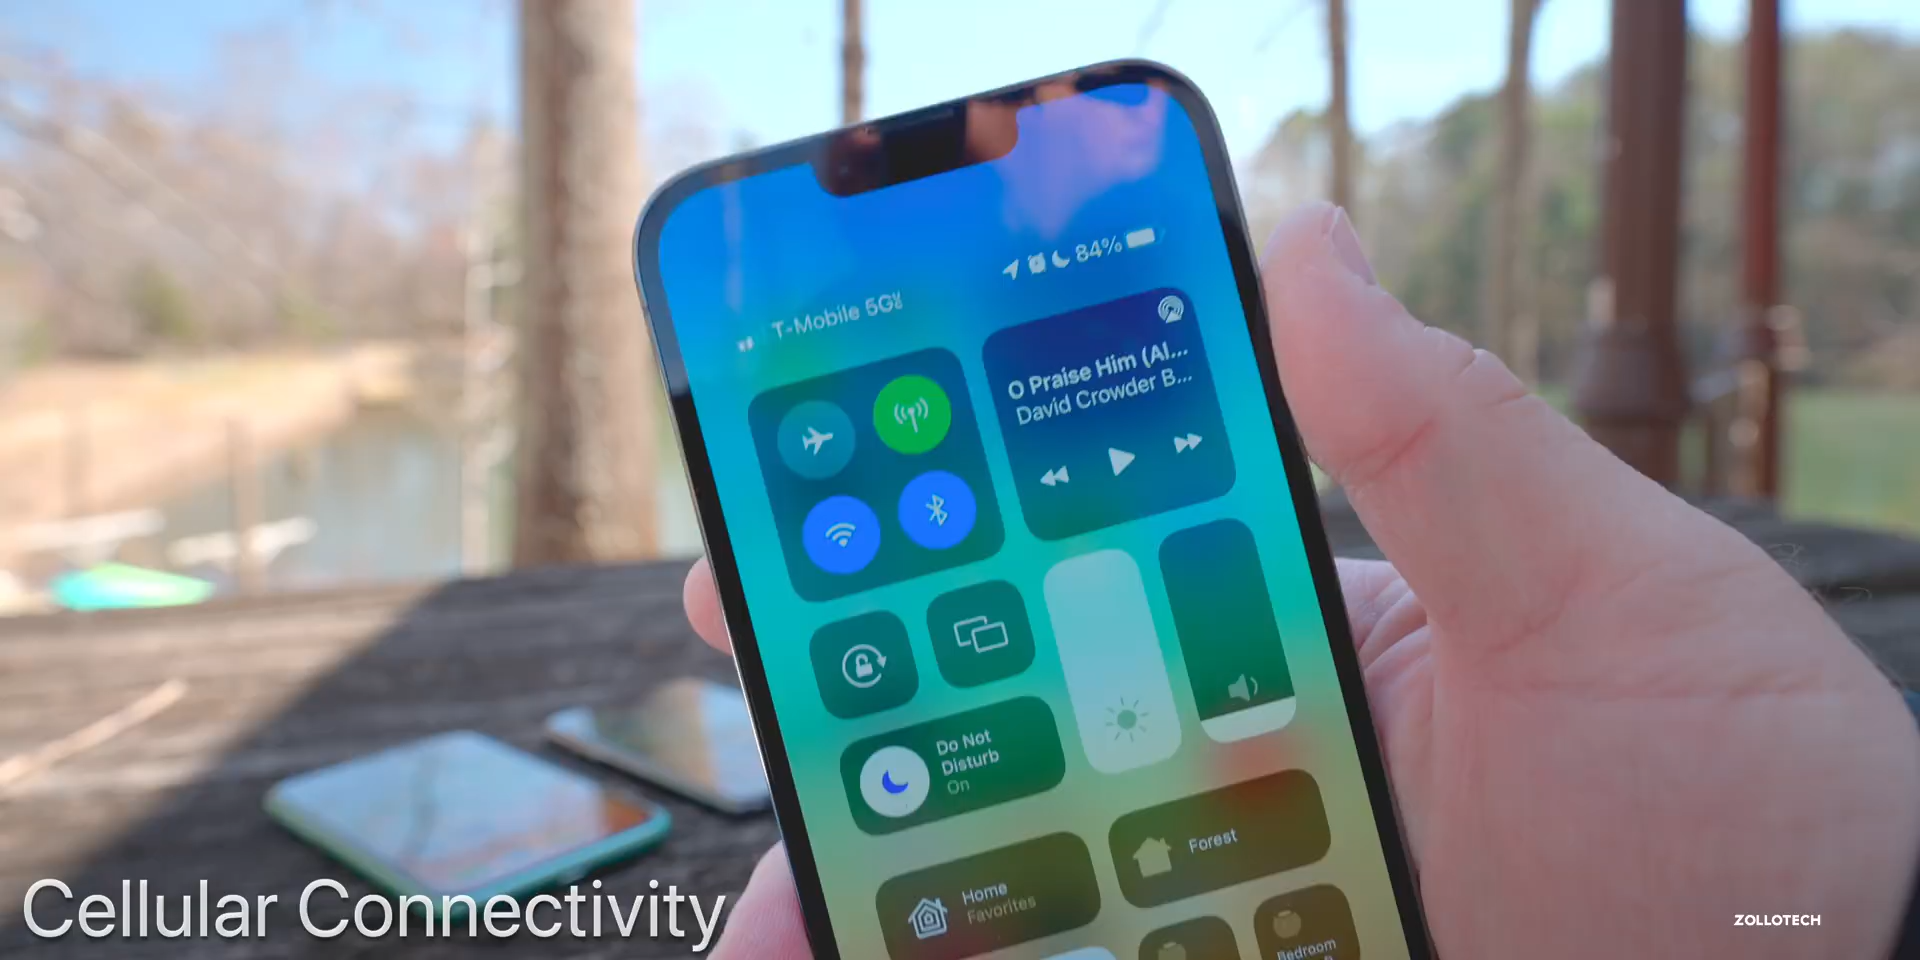 84%
T-Mobile 5G
O Praise Him (Al...
David Crowder B...
Do Not
Disturb
On
Forest
Home
Favorites
Bedroom
Cellular Connectivity
ZOLLOTECH